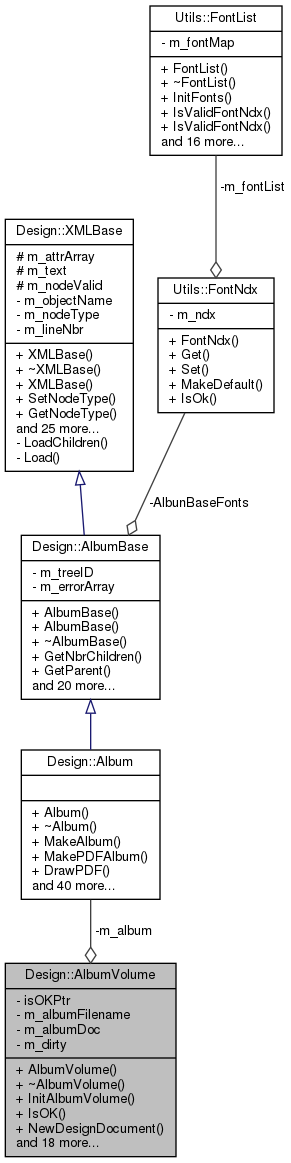 Utils::FontList
- m_fontMap
+ FontList()
+ ~FontList()
+ InitFonts()
+ IsValidFontNdx()
+ IsValidFontNdx()
and 16 more...
-m_fontList
Design::XMLBase
# m_attrArray
# m_text
# m_nodeValid
- m_objectName
- m_nodeType
- m_lineNbr
+ XMLBase()
+ ~XMLBase()
+ XMLBase()
+ SetNodeType()
+ GetNodeType()
and 25 more...
- LoadChildren()
- Load()
Utils::FontNdx
- m_ndx
+ FontNdx()
+ Get()
+ Set()
+ MakeDefault()
+ IsOk()
-AlbunBaseFonts
Design::AlbumBase
- m_treeID
- m_errorArray
+ AlbumBase()
+ AlbumBase()
+ ~AlbumBase()
+ GetNbrChildren()
+ GetParent()
and 20 more...
Design::Album
+ Album()
+ ~Album()
+ MakeAlbum()
+ MakePDFAlbum()
+ DrawPDF()
and 40 more...
-m_album
Design::AlbumVolume
- isOKPtr
- m_albumFilename
- m_albumDoc
- m_dirty
+ AlbumVolume()
+ ~AlbumVolume()
+ InitAlbumVolume()
+ IsOK()
+ NewDesignDocument()
and 18 more...